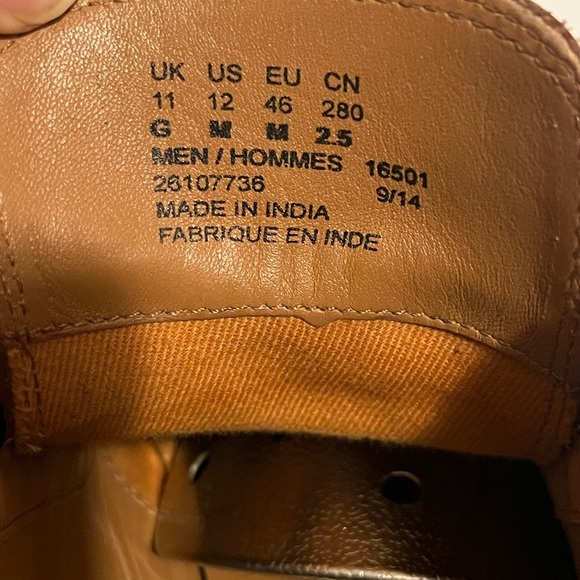 UK US EU CN
11 12 46 280
G M M 2.5
MEN / HOMMES 16501
26107736 9/14
MADE IN INDIA
FABRIQUE EN INDE